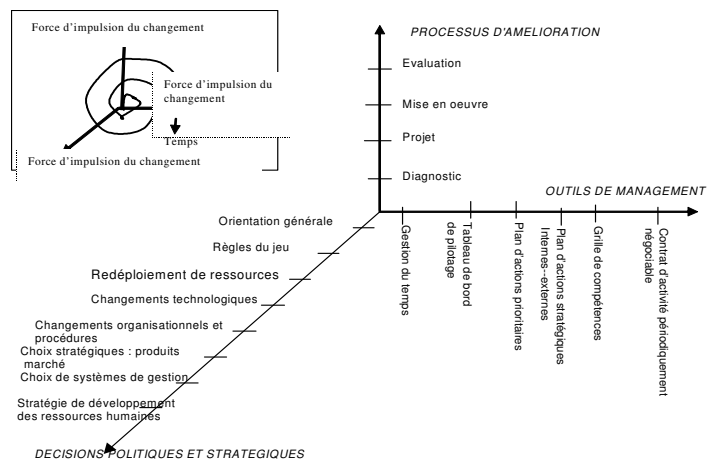 Force d'impulsion du changement
Force d'impulsion du
changement
Temps
Force d'impulsion du changement
PROCESSUS D'AMELIORATION
Evaluation
Mise en oeuvre
Projet
Diagnostic
OUTILS DE MANAGEMENT
Gestion du temps
Tableau de bord
de pilotage
Plan d'actions prioritaires
Plan d'actions stratégiques
Internes--externes
Grille de compétences
Contrat d'activité périodiquement
négociable
Orientation générale
Règles du jeu
Redéploiement de ressources
Changements technologiques
Changements organisationnels et
procédures
Choix stratégiques : produits
marché
Choix de systèmes de gestion
Stratégie de développement
des ressources humaines
DECISIONS POLITIQUES ET STRATEGIQUES